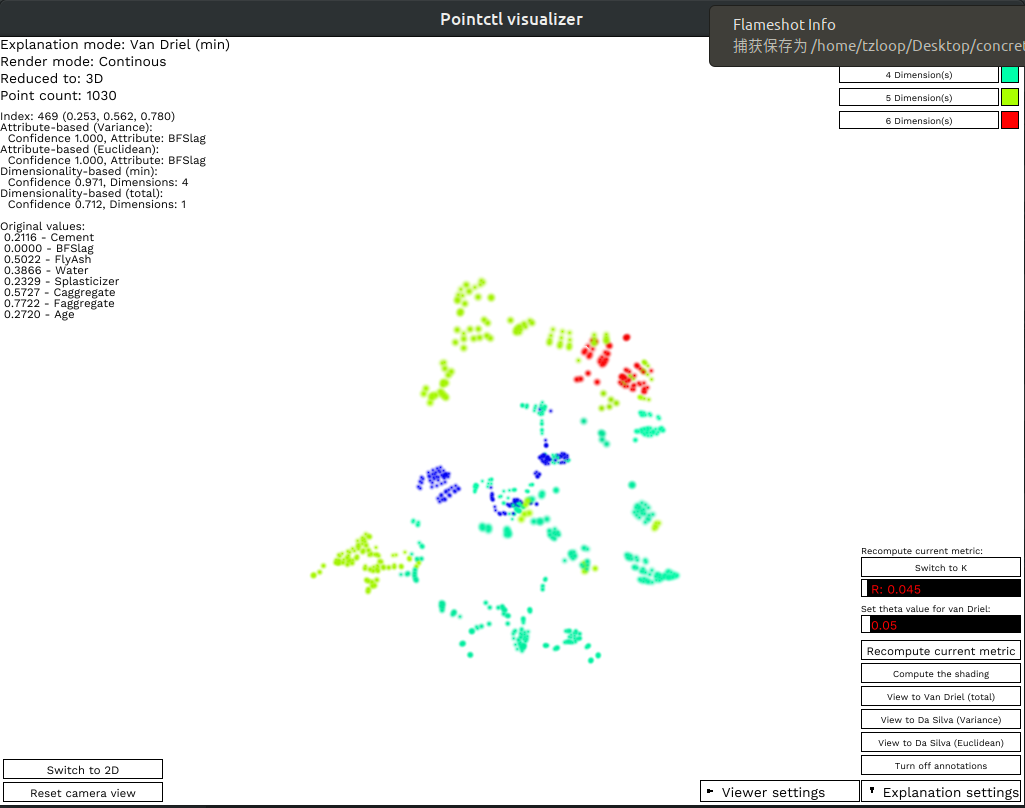 Pointctl visualizer
Flameshot Info
捕获保存为 /home/tzloop/Desktop/concret
Explanation mode: Van Driel (min)
Render mode: Continous
Reduced to: 3D
Point count: 1030
Index: 469 (0.253, 0.562, 0.780)
Attribute-based (Variance):
Confidence 1.000, Attribute: BFSlag
Attribute-based (Euclidean):
Confidence 1.000, Attribute: BFSlag
Dimensionality-based (min):
Confidence 0.971, Dimensions: 4
Dimensionality-based (total):
Confidence 0.712, Dimensions: 1
Original values:
0.2116 - Cement
0.0000 - BFSlag
0.5022 - FlyAsh
0.3866 - Water
0.2329 - Splasticizer
0.5727 - Caggregate
0.7722 - Faggregate
0.2720 - Age
4 Dimension(s)
5 Dimension(s)
6 Dimension(s)
Recompute current metric:
Switch to K
R: 0.045
Set theta value for van Driel:
0.05
Recompute current metric
Compute the shading
View to Van Driel (total)
View to Da Silva (Variance)
View to Da Silva (Euclidean)
Turn off annotations
Switch to 2D
Reset camera view
Viewer settings
Explanation settings